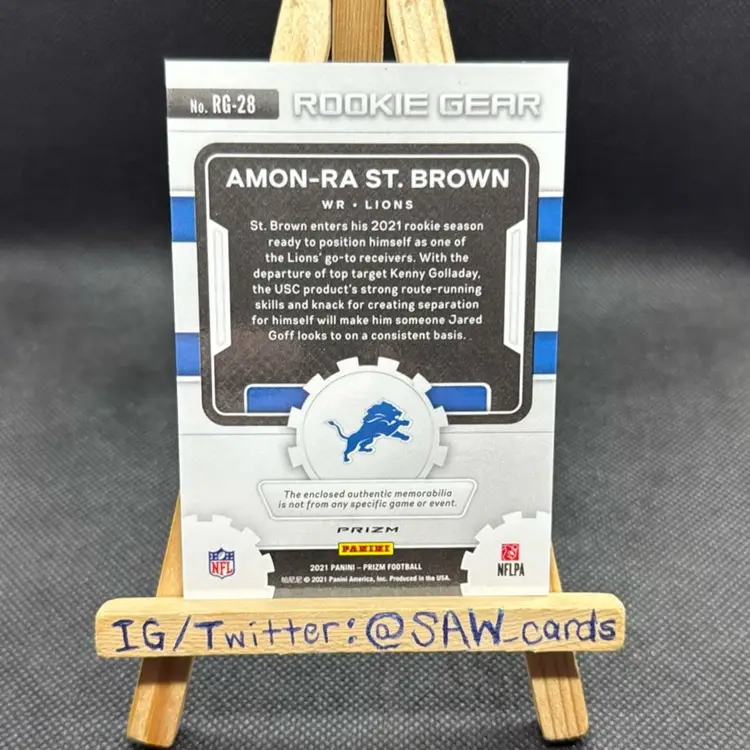 No. RG-28
ROOKIE GEAR
AMON-RA ST. BROWN
WR • LIONS
St. Brown enters his 2021 rookie season
ready to position himself as one of
the Lions' go-to receivers. With the
departure of top target Kenny Golladay,
the USC product's strong route-running
skills and knack for creating separation
for himself will make him someone Jared
Goff looks to on a consistent basis.
The enclosed authentic memorabilia
is not from any specific game or event.
PRIZM
PANINI
NFL
NFLPA
2021 PANINI – PRIZM FOOTBALL
帕尼尼 © 2021 Panini America, Inc. Produced in the USA.
IG/Twitter:@SAW_cards